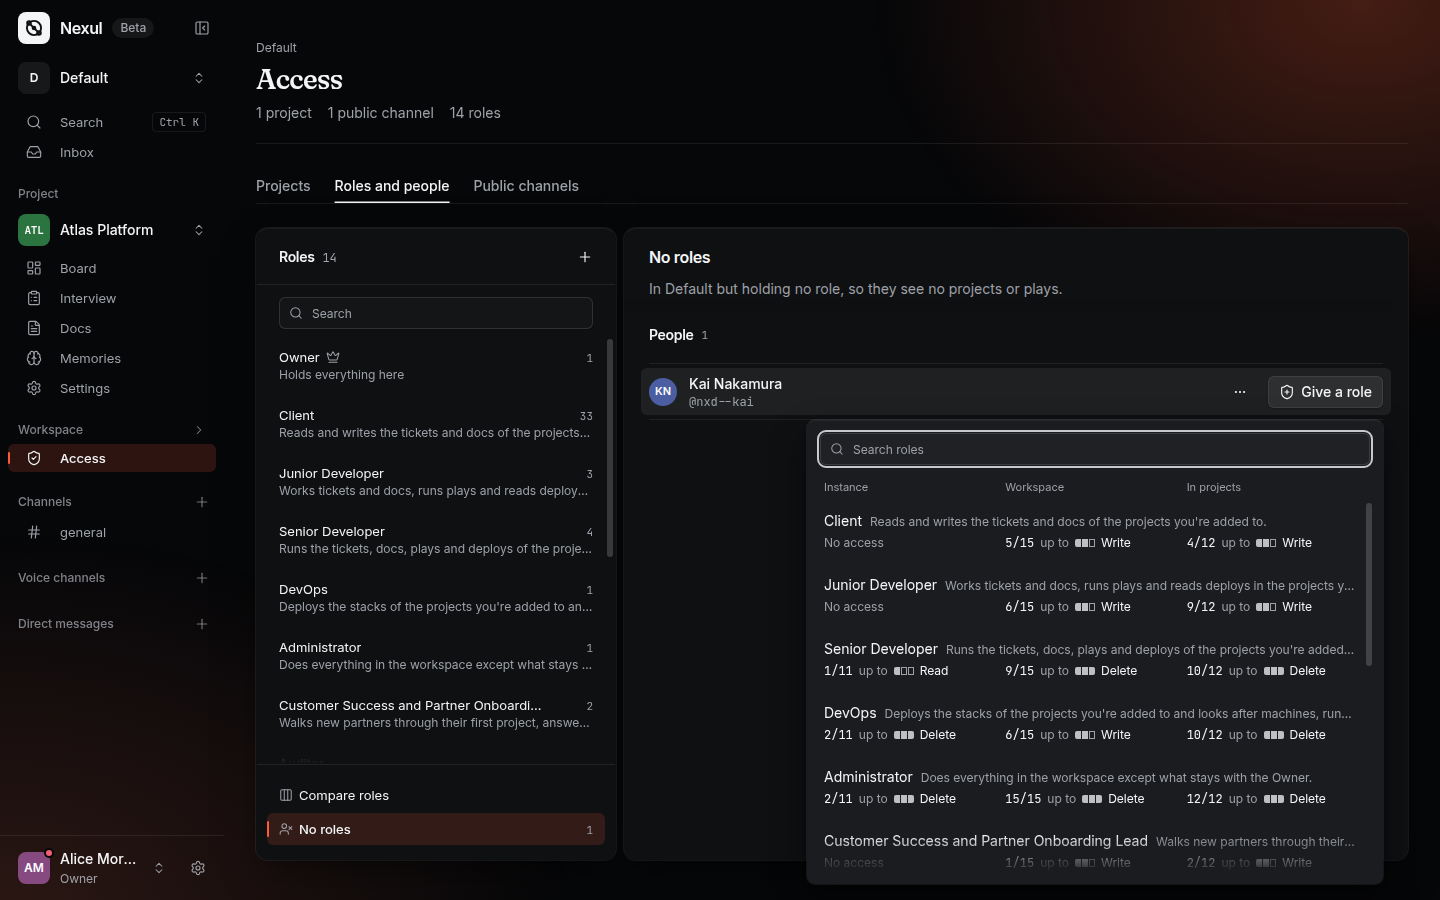 Nexul Beta
D Default
Search Ctrl K
Inbox
Project
ATL Atlas Platform
Board
Interview
Docs
Memories
Settings
Workspace
Access
Channels
general
Voice channels
Direct messages
AM Alice Mor...
Owner
Default
Access
1 project 1 public channel 14 roles
Projects Roles and people Public channels
Roles 14
Search
Owner 1
Holds everything here
Client 33
Reads and writes the tickets and docs of the projects...
Junior Developer 3
Works tickets and docs, runs plays and reads deploy...
Senior Developer 4
Runs the tickets, docs, plays and deploys of the proje...
DevOps 1
Deploys the stacks of the projects you're added to an...
Administrator 1
Does everything in the workspace except what stays ...
Customer Success and Partner Onboardi... 2
Walks new partners through their first project, answe...
Auditor
Compare roles
No roles 1
No roles
In Default but holding no role, so they see no projects or plays.
People 1
KN Kai Nakamura
@nxd--kai
Give a role
Search roles
Instance Workspace In projects
Client Reads and writes the tickets and docs of the projects you're added to.
No access 5/15 up to Write 4/12 up to Write
Junior Developer Works tickets and docs, runs plays and reads deploys in the projects y...
No access 6/15 up to Write 9/12 up to Write
Senior Developer Runs the tickets, docs, plays and deploys of the projects you're added...
1/11 up to Read 9/15 up to Delete 10/12 up to Delete
DevOps Deploys the stacks of the projects you're added to and looks after machines, run...
2/11 up to Delete 6/15 up to Write 10/12 up to Delete
Administrator Does everything in the workspace except what stays with the Owner.
2/11 up to Delete 15/15 up to Delete 12/12 up to Delete
Customer Success and Partner Onboarding Lead Walks new partners through their...
No access 1/15 up to Write 2/12 up to Write